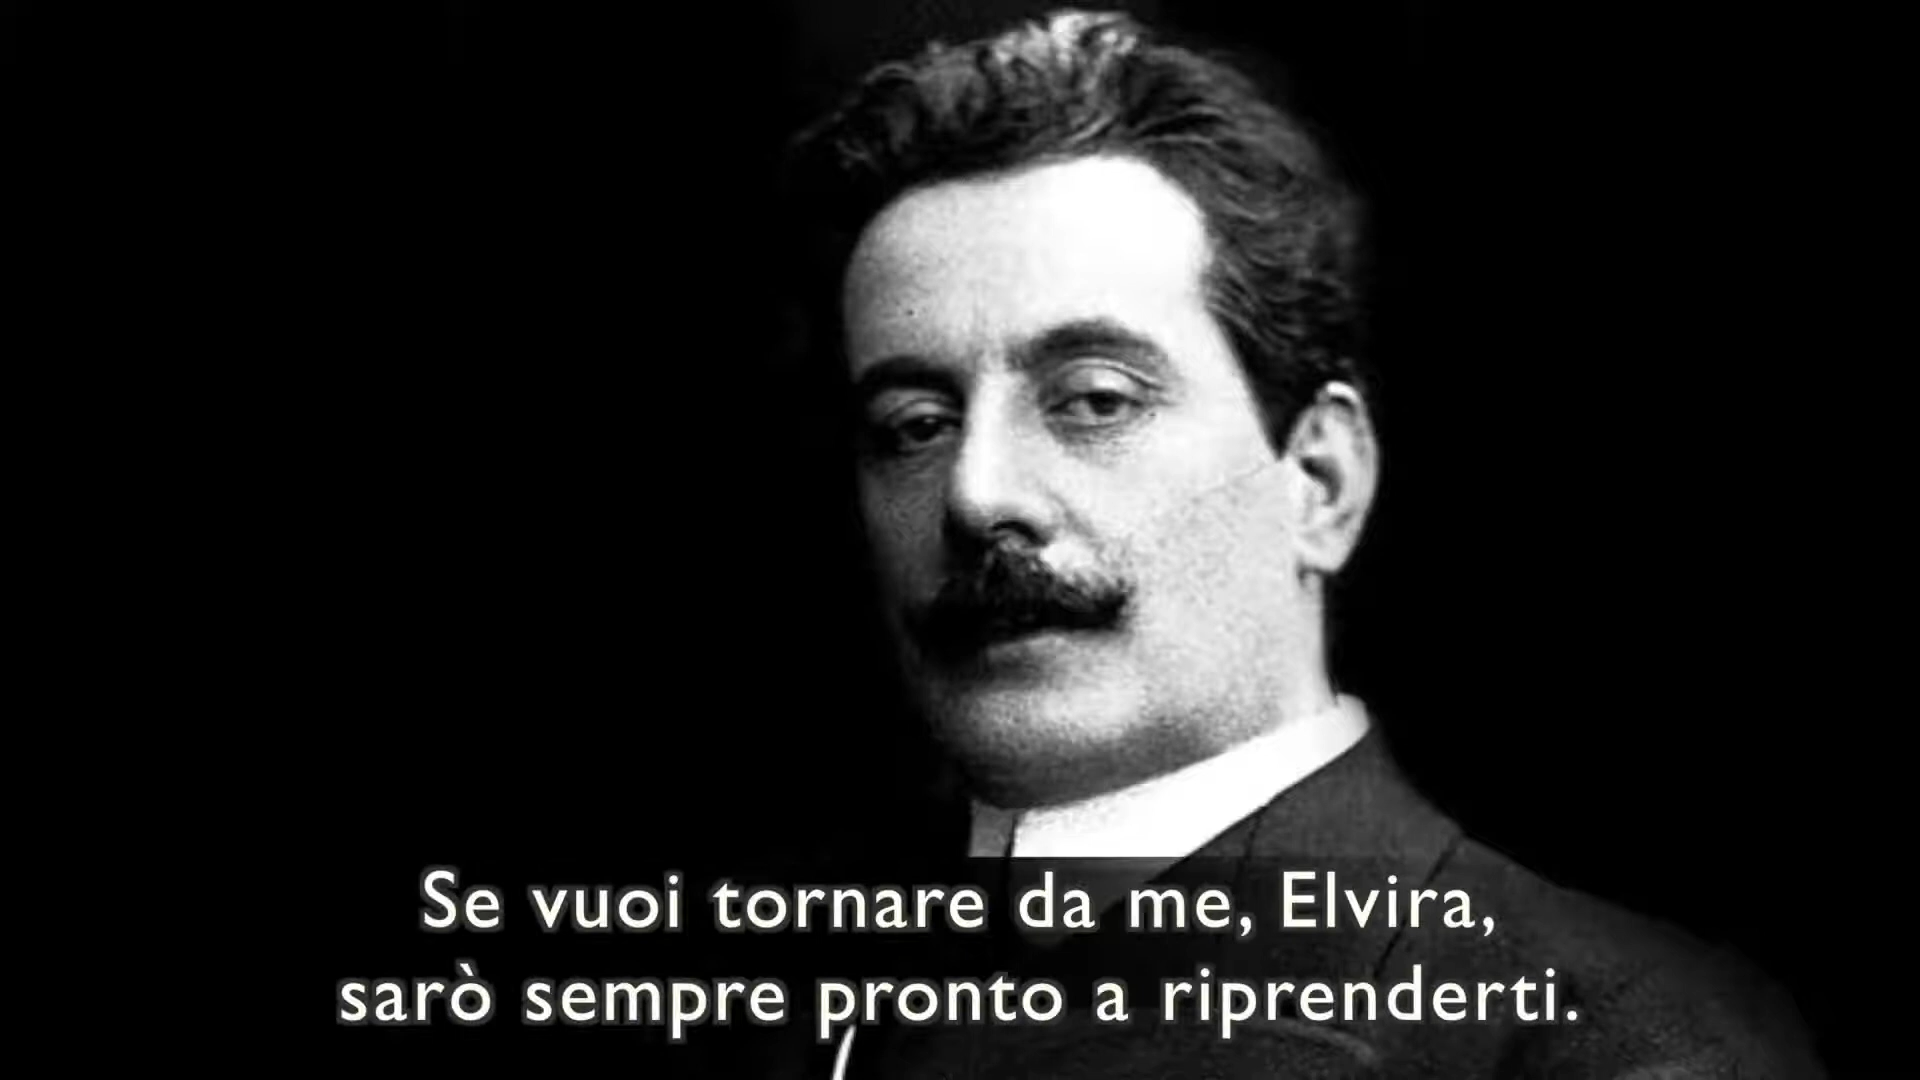 Se vuoi tornare da me, Elvira,
sarò sempre pronto a riprenderti.